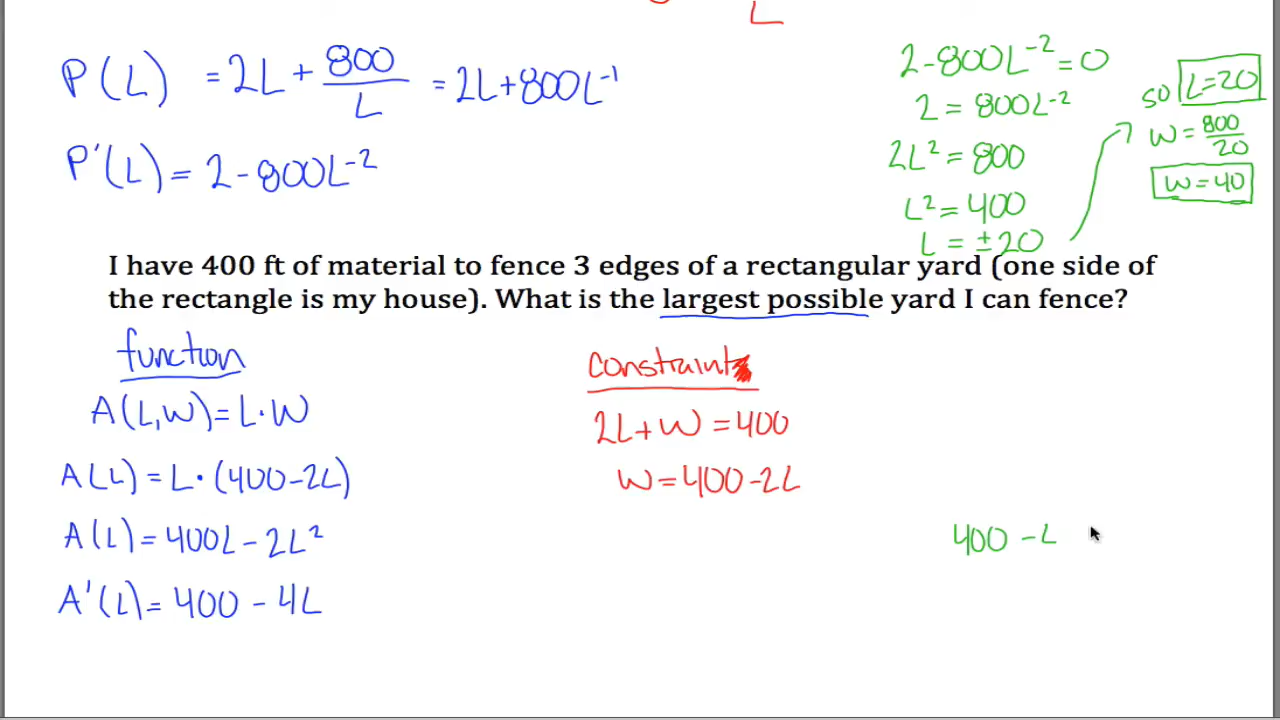 L
P(L) = 2L + 800/L = 2L+800L⁻¹
P'(L) = 2 - 800L⁻²
2-800L⁻² = 0
2 = 800L⁻²
2L² = 800
L² = 400
L = ±20
so L=20
W = 800/20
W = 40
I have 400 ft of material to fence 3 edges of a rectangular yard (one side of
the rectangle is my house). What is the largest possible yard I can fence?
function
A(L,W) = L·W
A(L) = L·(400-2L)
A(L) = 400L - 2L²
A'(L) = 400 - 4L
constraint
2L+W = 400
W = 400-2L
400 - L